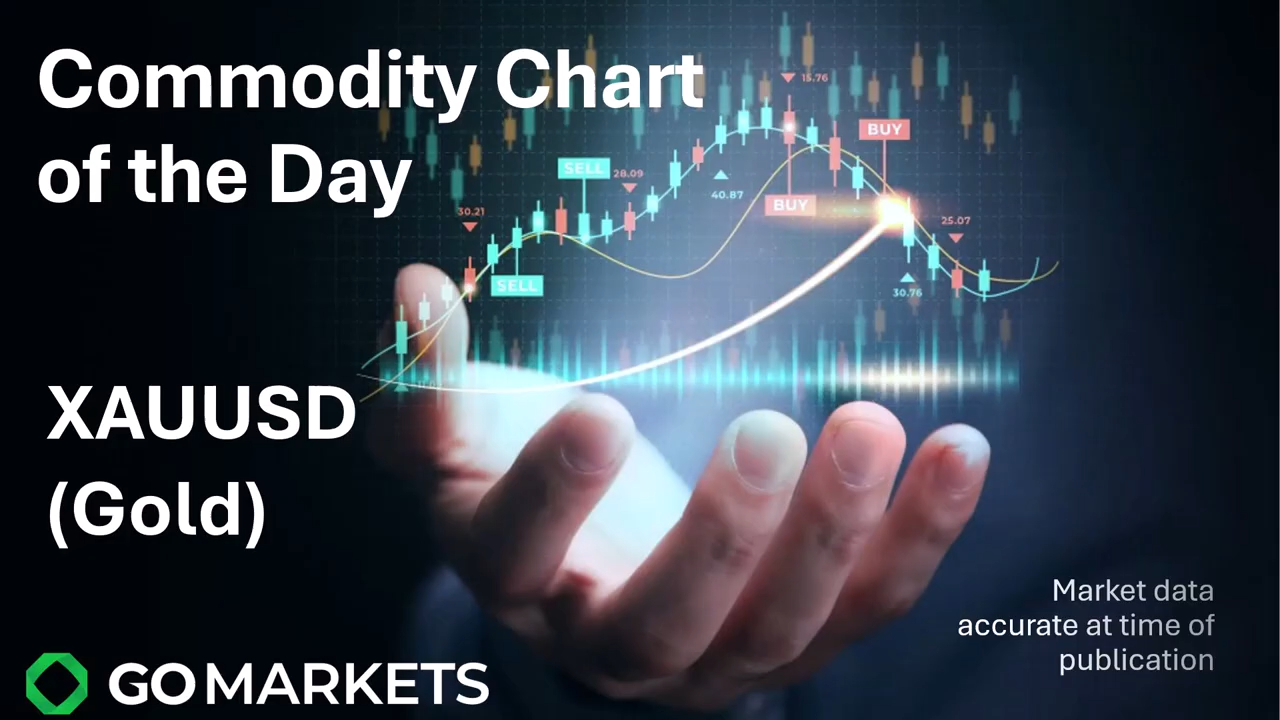 Commodity Chart
of the Day
15.76
BUY
SELL
28.09
40.87
BUY
30.21
25.07
SELL
30.76
XAUUSD
(Gold)
Market data
accurate at time of
publication
GO MARKETS